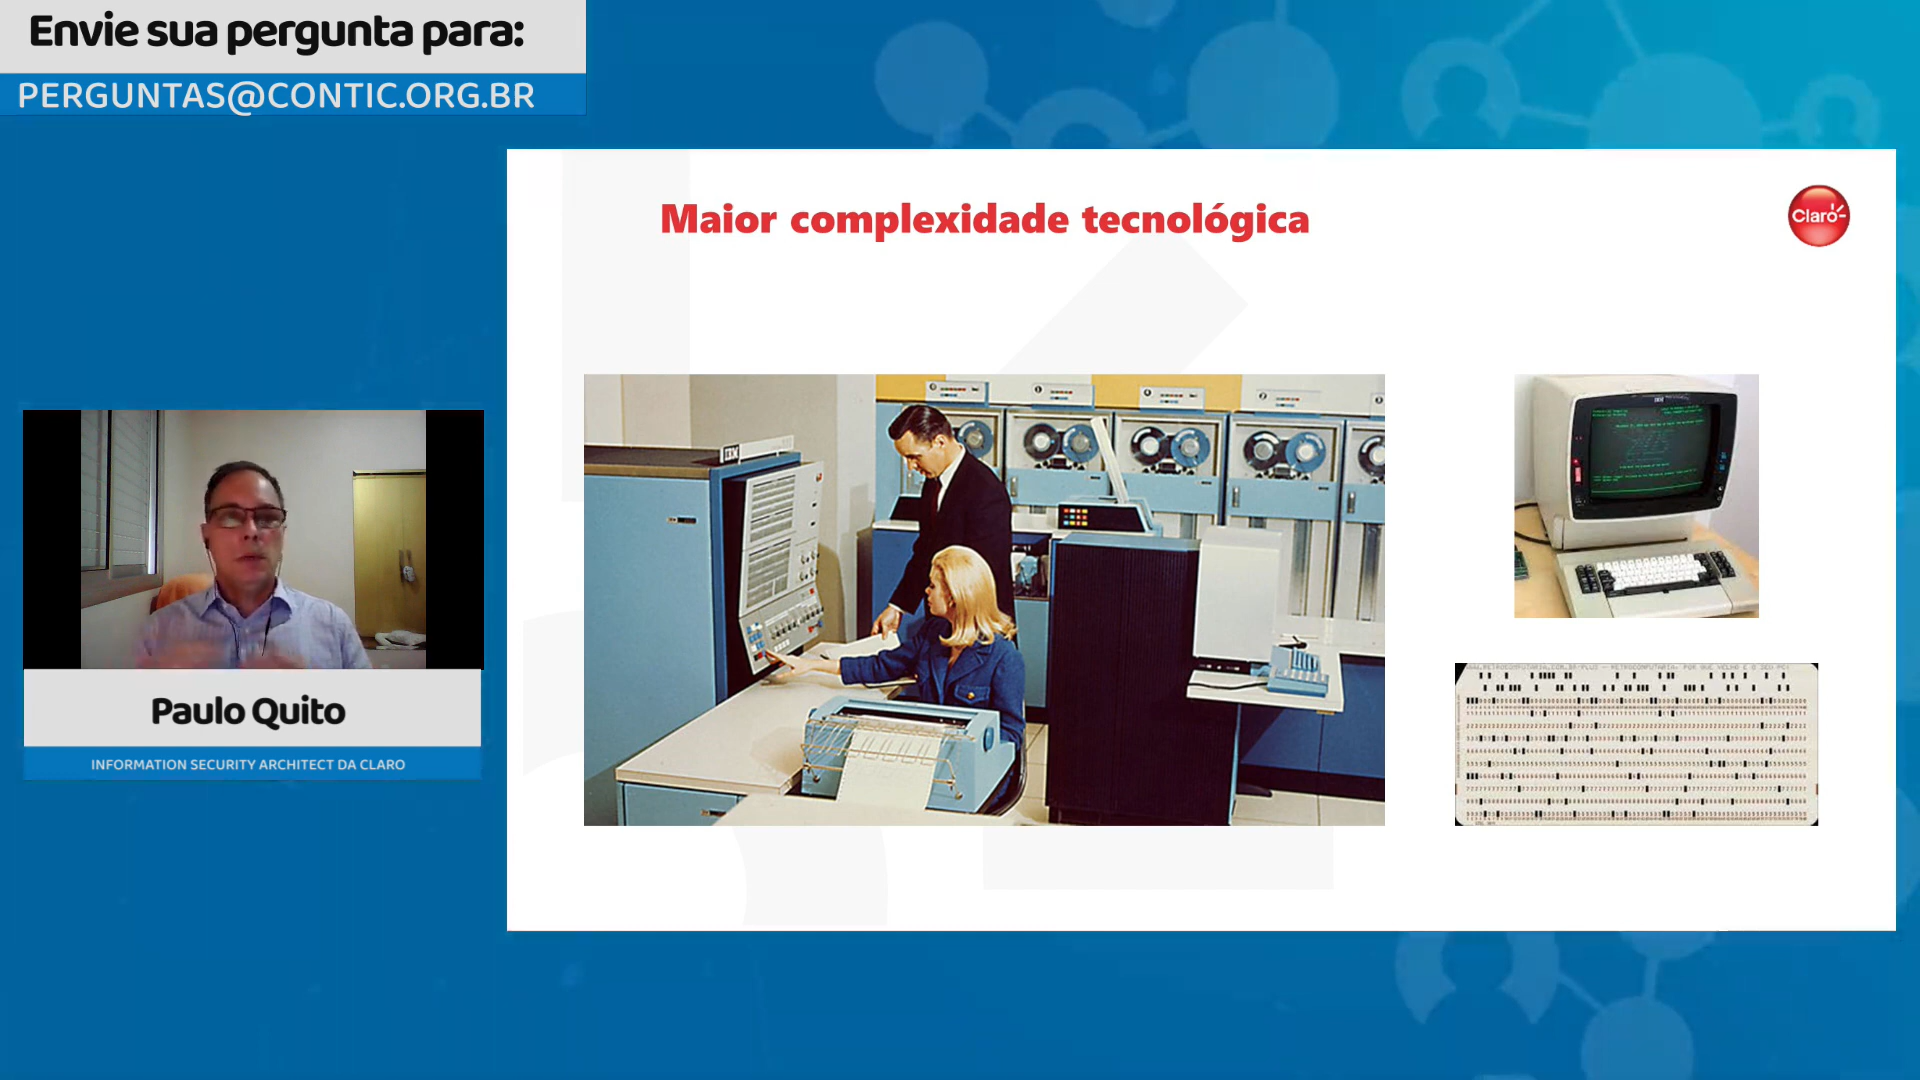 Envie sua pergunta para:
PERGUNTAS@CONTIC.ORG.BR
Maior complexidade tecnológica
Claro
IBM
Paulo Quito
INFORMATION SECURITY ARCHITECT DA CLARO